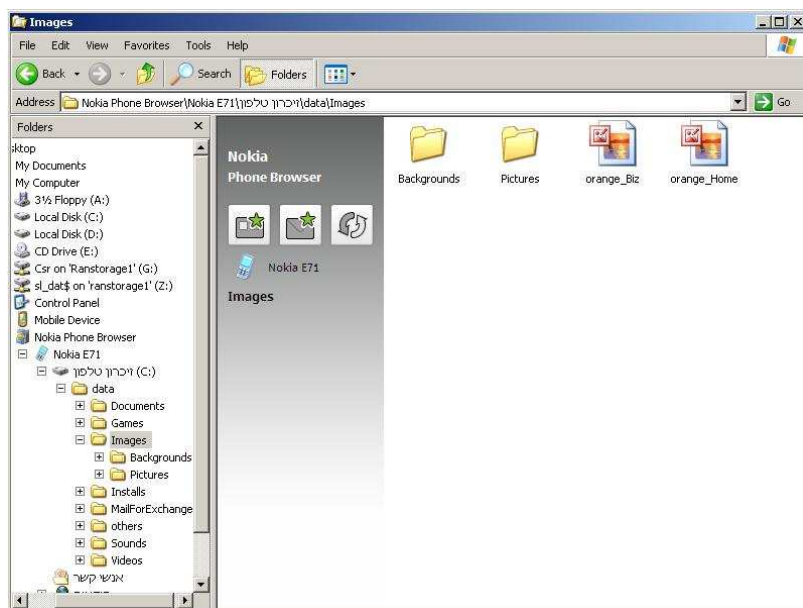 Images
File Edit View Favorites Tools Help
Back Search Folders
Address Nokia Phone Browser\Nokia E71\זיכרון טלפון\data\Images Go
Folders x
sktop
My Documents
My Computer
3½ Floppy (A:)
Local Disk (C:)
Local Disk (D:)
CD Drive (E:)
Csr on 'Ranstorage1' (G:)
sl_dat$ on 'ranstorage1' (Z:)
Control Panel
Mobile Device
Nokia Phone Browser
Nokia E71
זיכרון טלפון (C:)
data
Documents
Games
Images
Backgrounds
Pictures
Installs
MailForExchange
others
Sounds
Videos
אנשי קשר
Nokia
Phone Browser
Nokia E71
Images
Backgrounds Pictures orange_Biz orange_Home